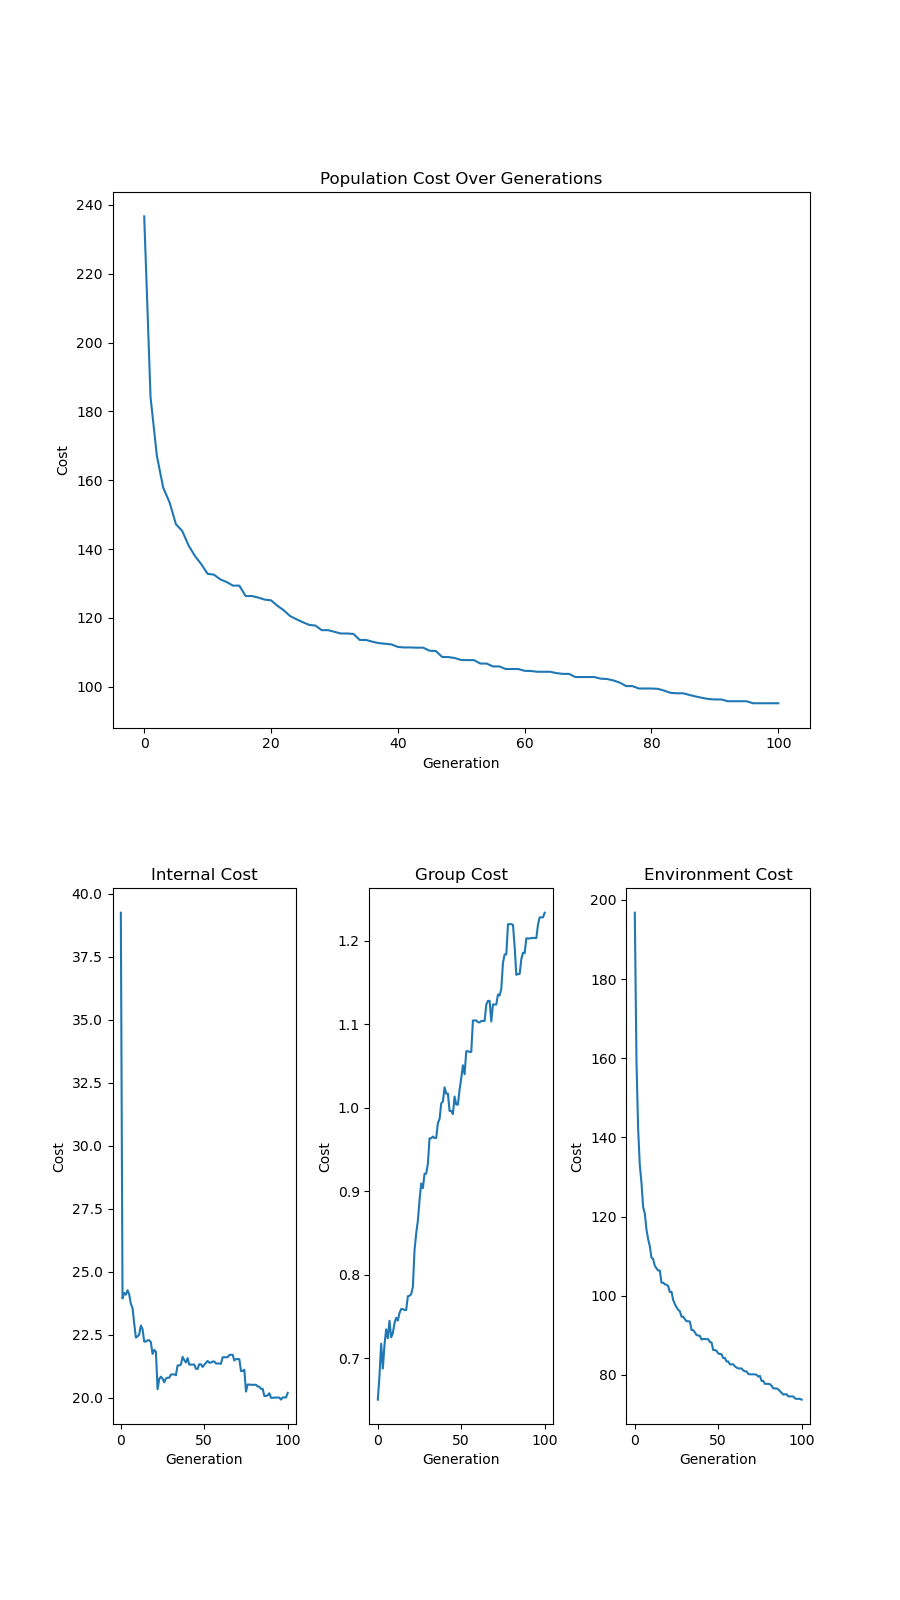 Population Cost Over Generations
240
220
200
180
160
140
120
100
Cost
0 20 40 60 80 100
Generation
Internal Cost
40.0
37.5
35.0
32.5
30.0
27.5
25.0
22.5
20.0
Cost
0 50 100
Generation
Group Cost
1.2
1.1
1.0
0.9
0.8
0.7
Cost
0 50 100
Generation
Environment Cost
200
180
160
140
120
100
80
Cost
0 50 100
Generation